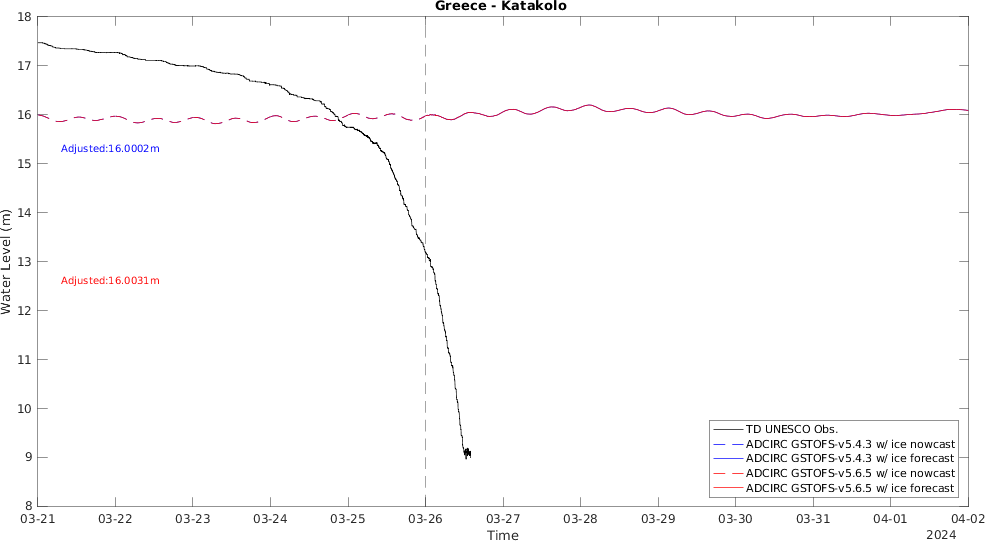 Greece - Katakolo
18
17
16
15
14
13
12
11
10
9
8
Water Level (m)
Adjusted:16.0002m
Adjusted:16.0031m
TD UNESCO Obs.
ADCIRC GSTOFS-v5.4.3 w/ ice nowcast
ADCIRC GSTOFS-v5.4.3 w/ ice forecast
ADCIRC GSTOFS-v5.6.5 w/ ice nowcast
ADCIRC GSTOFS-v5.6.5 w/ ice forecast
03-21 03-22 03-23 03-24 03-25 03-26 03-27 03-28 03-29 03-30 03-31 04-01 04-02
Time
2024